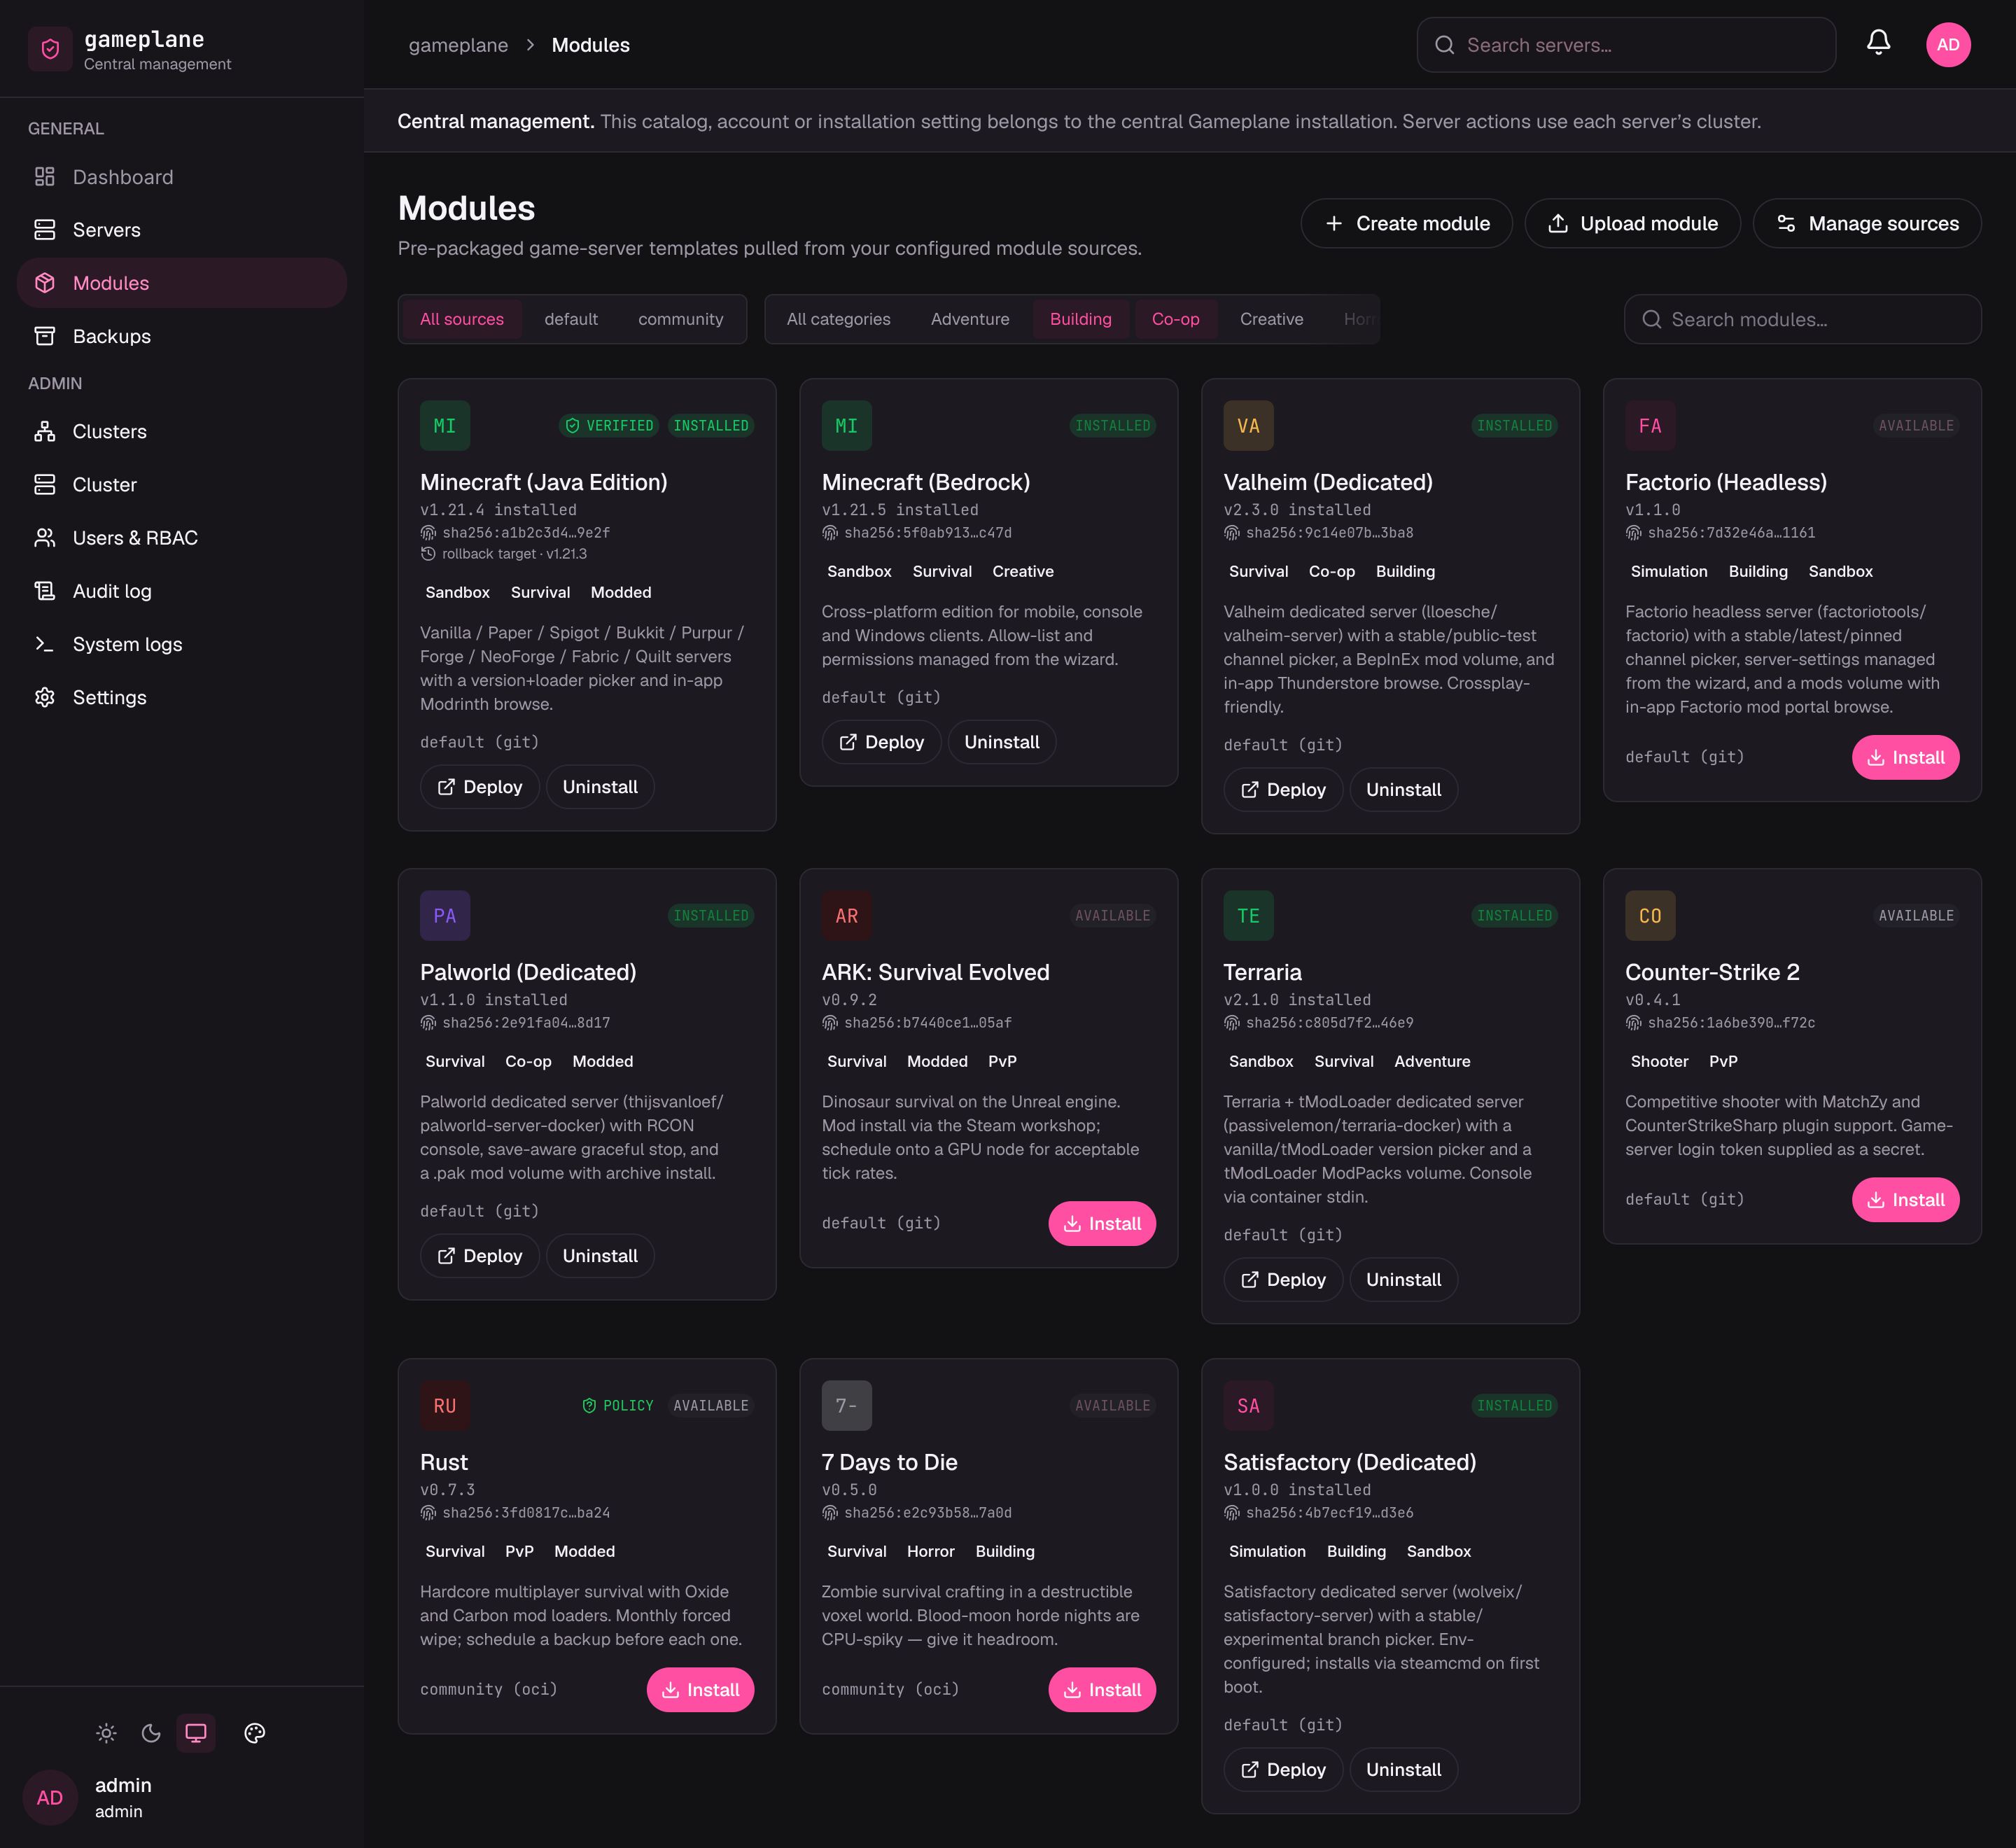 gameplane
Central management
GENERAL
Dashboard
Servers
Modules
Backups
ADMIN
Clusters
Cluster
Users & RBAC
Audit log
System logs
Settings
AD
admin
admin
gameplane > Modules
Search servers…
AD
Central management. This catalog, account or installation setting belongs to the central Gameplane installation. Server actions use each server’s cluster.
Modules
Pre-packaged game-server templates pulled from your configured module sources.
Create module
Upload module
Manage sources
All sources default community
All categories Adventure Building Co-op Creative
Search modules…
MI
VERIFIED INSTALLED
Minecraft (Java Edition)
v1.21.4 installed
sha256:a1b2c3d4…9e2f
rollback target · v1.21.3
Sandbox Survival Modded
Vanilla / Paper / Spigot / Bukkit / Purpur /
Forge / NeoForge / Fabric / Quilt servers
with a version+loader picker and in-app
Modrinth browse.
default (git)
Deploy Uninstall
MI
INSTALLED
Minecraft (Bedrock)
v1.21.5 installed
sha256:5f0ab913…c47d
Sandbox Survival Creative
Cross-platform edition for mobile, console
and Windows clients. Allow-list and
permissions managed from the wizard.
default (git)
Deploy Uninstall
VA
INSTALLED
Valheim (Dedicated)
v2.3.0 installed
sha256:9c14e07b…3ba8
Survival Co-op Building
Valheim dedicated server (lloesche/
valheim-server) with a stable/public-test
channel picker, a BepInEx mod volume, and
in-app Thunderstore browse. Crossplay-
friendly.
default (git)
Deploy Uninstall
FA
AVAILABLE
Factorio (Headless)
v1.1.0
sha256:7d32e46a…1161
Simulation Building Sandbox
Factorio headless server (factoriotools/
factorio) with a stable/latest/pinned
channel picker, server-settings managed
from the wizard, and a mods volume with
in-app Factorio mod portal browse.
default (git)
Install
PA
INSTALLED
Palworld (Dedicated)
v1.1.0 installed
sha256:2e91fa04…8d17
Survival Co-op Modded
Palworld dedicated server (thijsvanloef/
palworld-server-docker) with RCON
console, save-aware graceful stop, and
a .pak mod volume with archive install.
default (git)
Deploy Uninstall
AR
AVAILABLE
ARK: Survival Evolved
v0.9.2
sha256:b7440ce1…05af
Survival Modded PvP
Dinosaur survival on the Unreal engine.
Mod install via the Steam workshop;
schedule onto a GPU node for acceptable
tick rates.
default (git)
Install
TE
INSTALLED
Terraria
v2.1.0 installed
sha256:c805d7f2…46e9
Sandbox Survival Adventure
Terraria + tModLoader dedicated server
(passivelemon/terraria-docker) with a
vanilla/tModLoader version picker and a
tModLoader ModPacks volume. Console
via container stdin.
default (git)
Deploy Uninstall
CO
AVAILABLE
Counter-Strike 2
v0.4.1
sha256:1a6be390…f72c
Shooter PvP
Competitive shooter with MatchZy and
CounterStrikeSharp plugin support. Game-
server login token supplied as a secret.
default (git)
Install
RU
POLICY AVAILABLE
Rust
v0.7.3
sha256:3fd0817c…ba24
Survival PvP Modded
Hardcore multiplayer survival with Oxide
and Carbon mod loaders. Monthly forced
wipe; schedule a backup before each one.
community (oci)
Install
7-
AVAILABLE
7 Days to Die
v0.5.0
sha256:e2c93b58…7a0d
Survival Horror Building
Zombie survival crafting in a destructible
voxel world. Blood-moon horde nights are
CPU-spiky — give it headroom.
community (oci)
Install
SA
INSTALLED
Satisfactory (Dedicated)
v1.0.0 installed
sha256:4b7ecf19…d3e6
Simulation Building Sandbox
Satisfactory dedicated server (wolveix/
satisfactory-server) with a stable/
experimental branch picker. Env-
configured; installs via steamcmd on first
boot.
default (git)
Deploy Uninstall